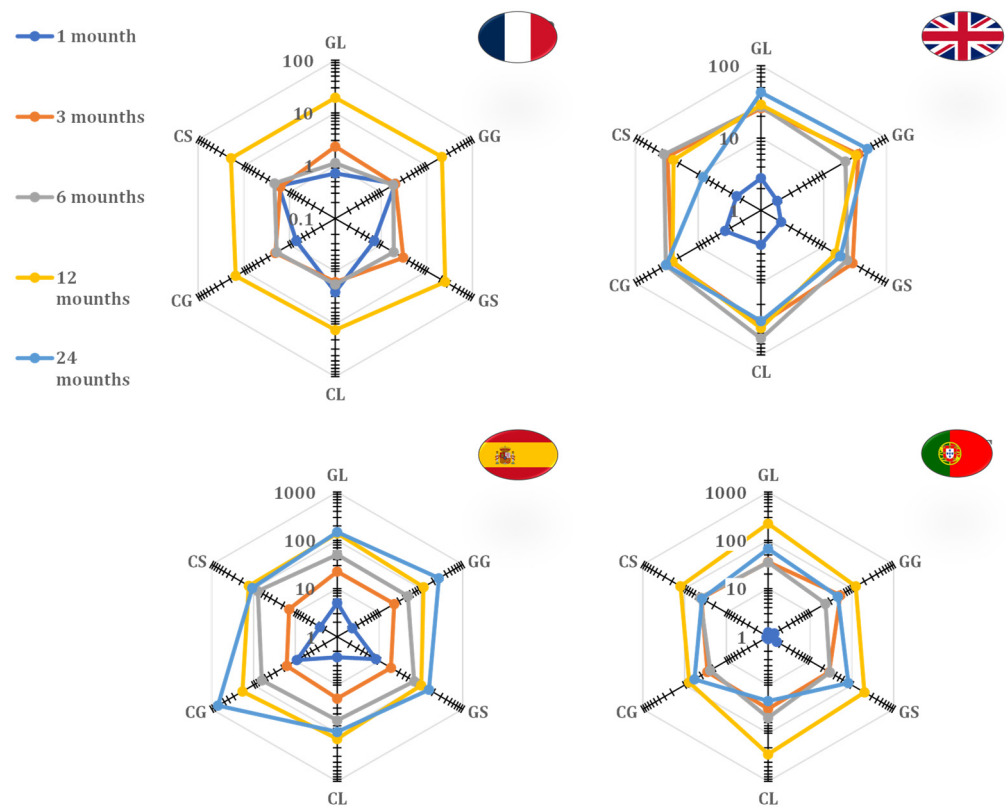 1 mounth
3 mounths
6 mounths
12
mounths
24
mounths
GL
100
10
1
0.1
CS
GG
CG
GS
CL
GL
100
10
1
CS
GG
CG
GS
CL
GL
1000
100
10
1
CS
GG
CG
GS
CL
GL
1000
100
10
1
CS
GG
CG
GS
CL